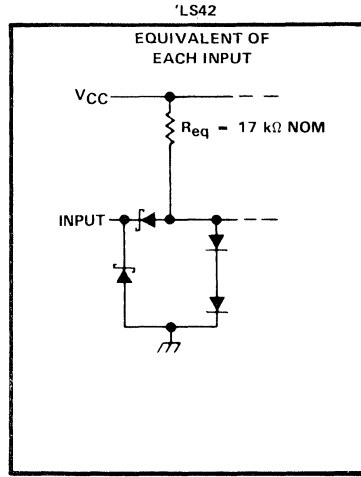 'LS42
EQUIVALENT OF
EACH INPUT
VCC
Req = 17 kΩ NOM
INPUT